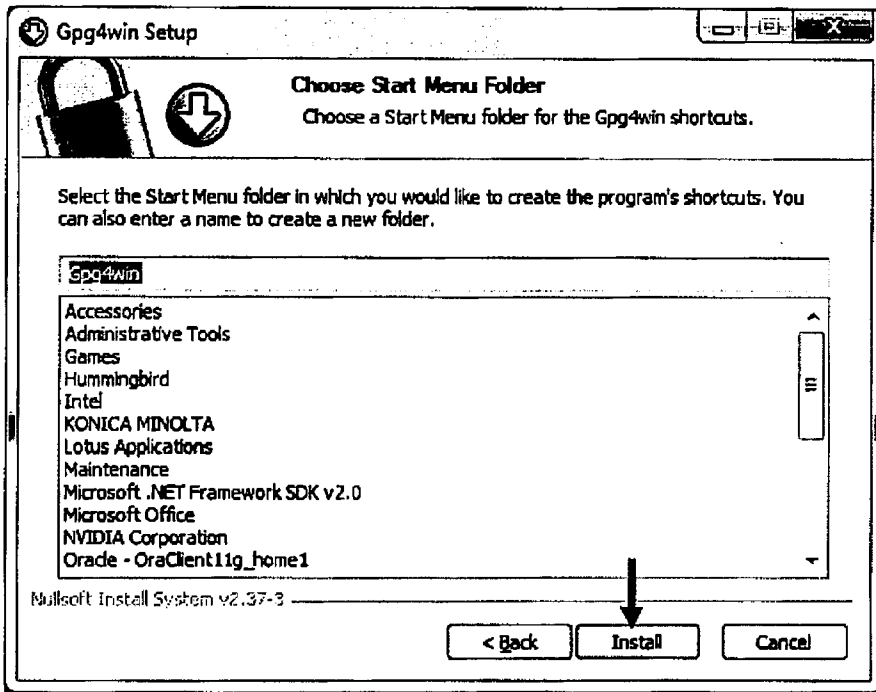 Gpg4win Setup
Choose Start Menu Folder
Choose a Start Menu folder for the Gpg4win shortcuts.
Select the Start Menu folder in which you would like to create the program's shortcuts. You
can also enter a name to create a new folder.
Gpg4win
Accessories
Administrative Tools
Games
Hummingbird
Intel
KONICA MINOLTA
Lotus Applications
Maintenance
Microsoft .NET Framework SDK v2.0
Microsoft Office
NVIDIA Corporation
Oracle - OraClient11g_home1
Nullsoft Install System v2.37-3
< Back
Install
Cancel